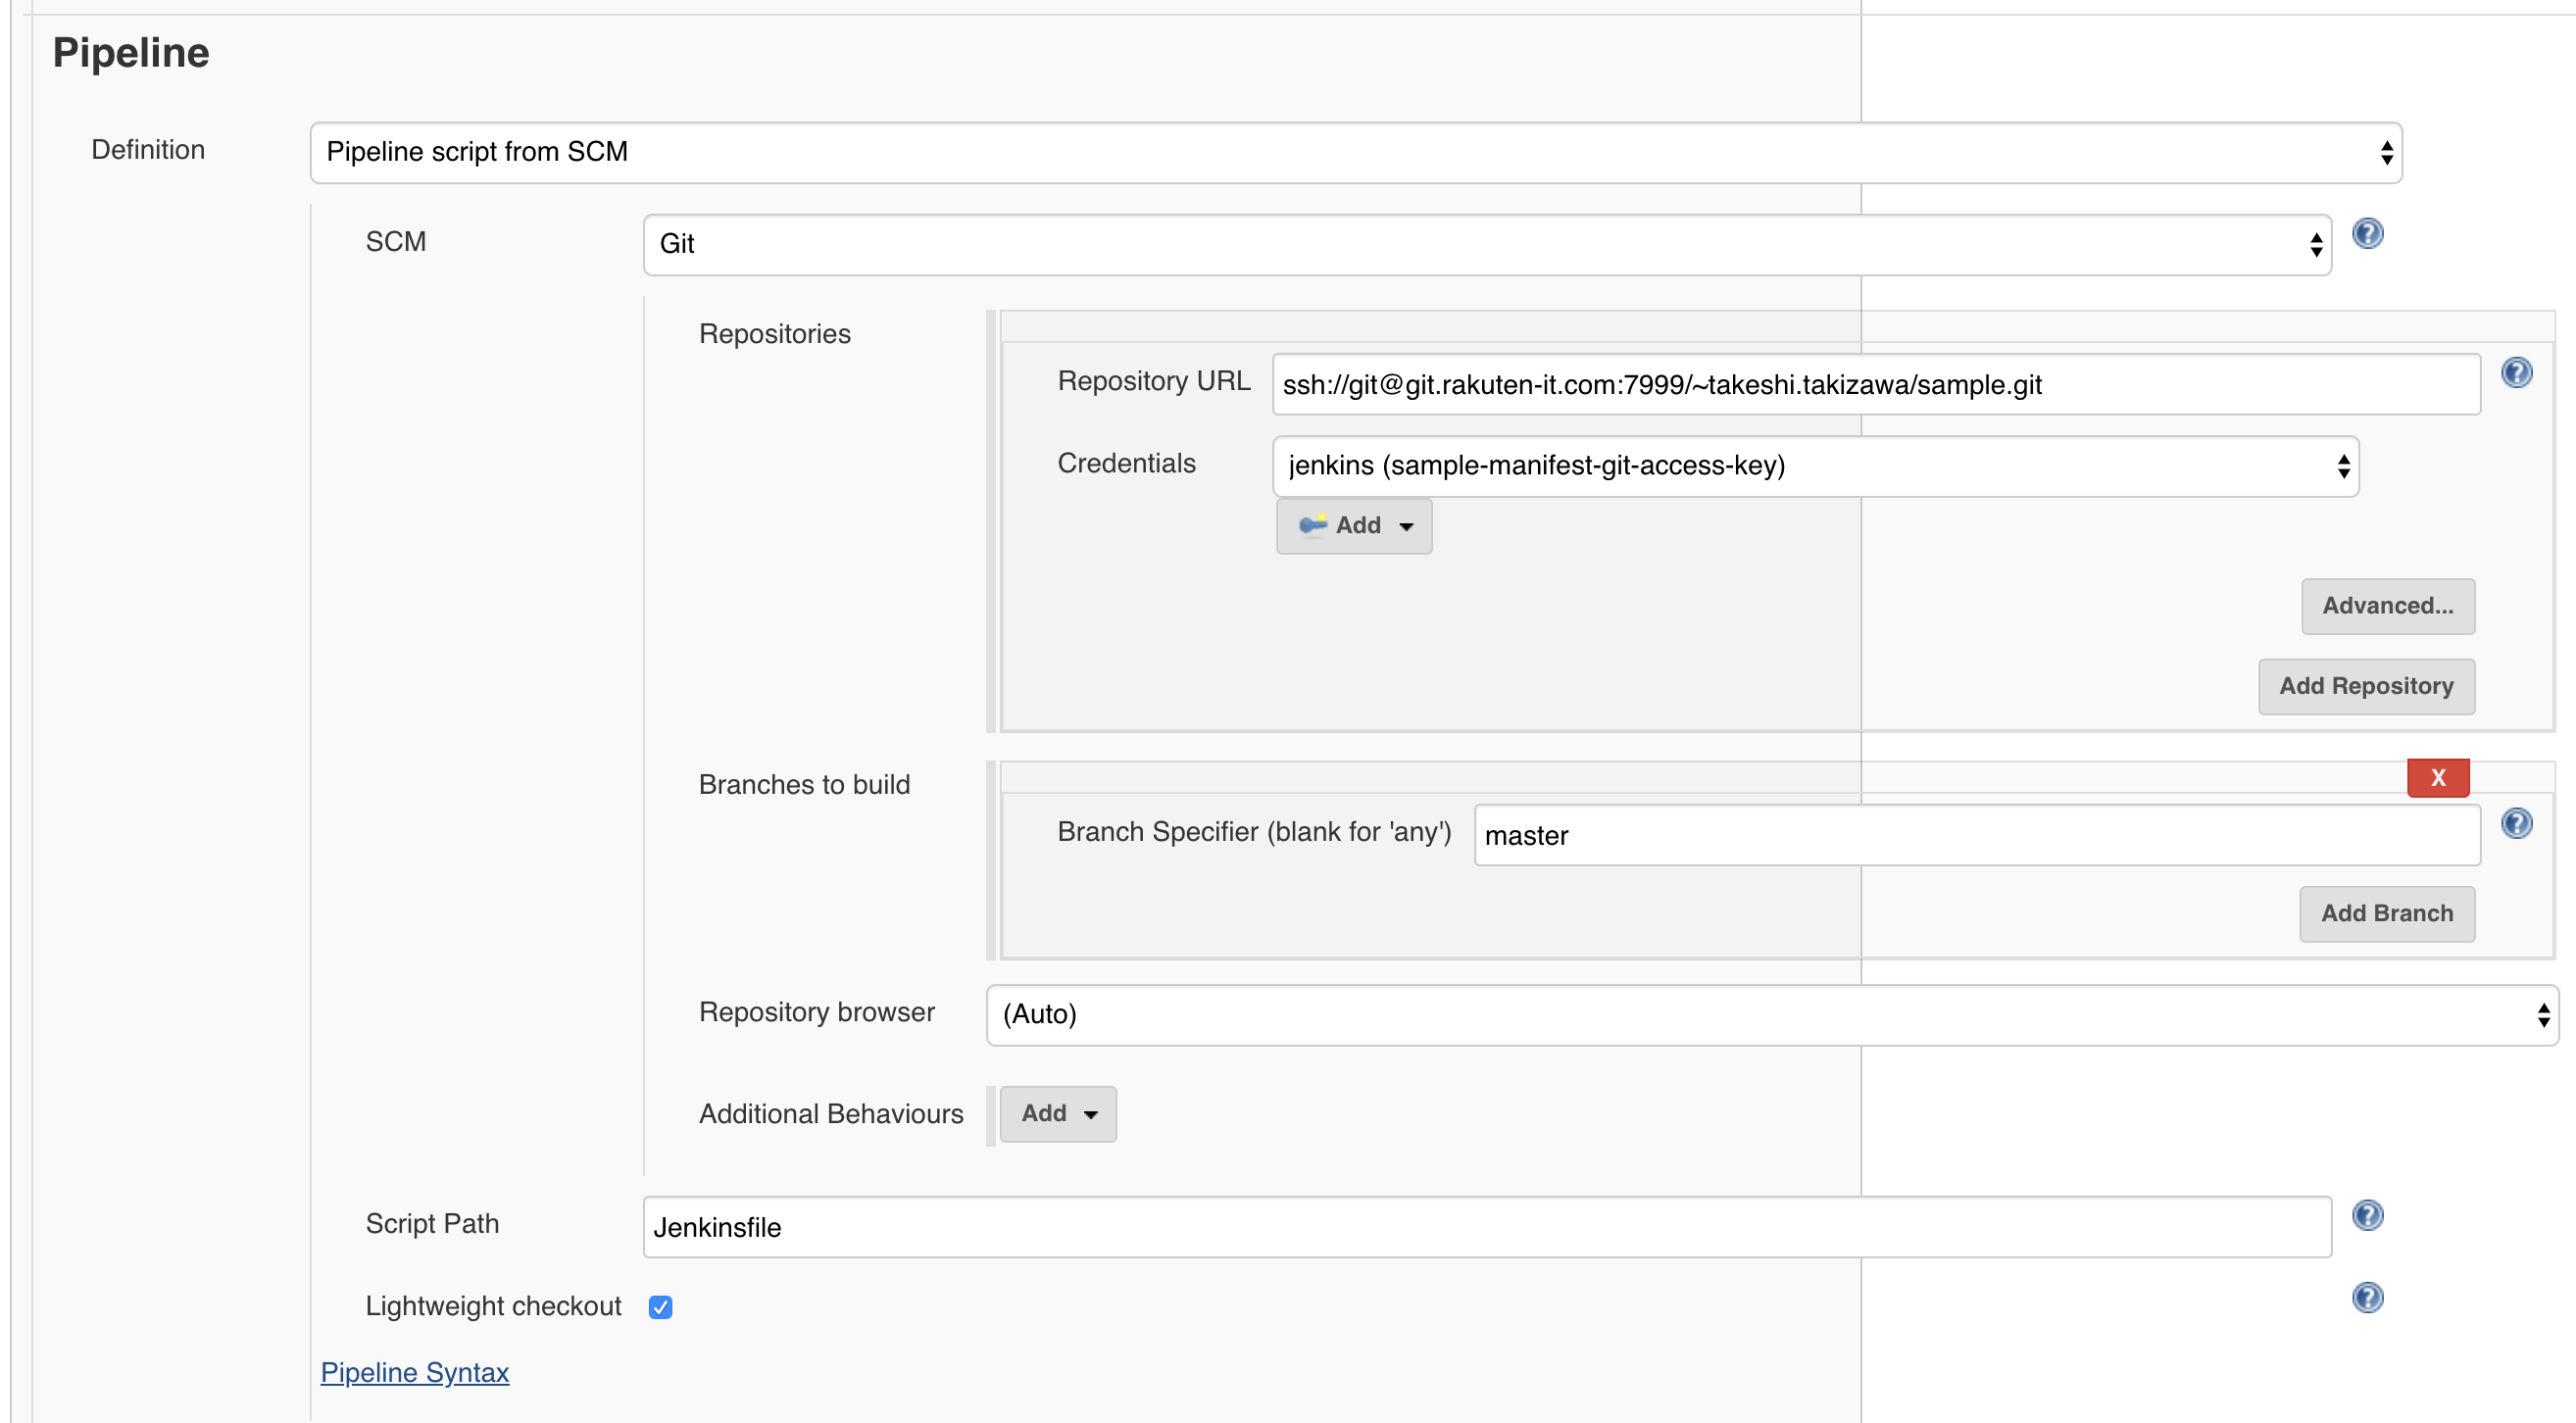 Pipeline
Definition
Pipeline script from SCM
SCM
Git
Repositories
Repository URL
ssh://git@git.rakuten-it.com:7999/~takeshi.takizawa/sample.git
Credentials
jenkins (sample-manifest-git-access-key)
Add
Advanced...
Add Repository
Branches to build
X
Branch Specifier (blank for 'any')
master
Add Branch
Repository browser
(Auto)
Additional Behaviours
Add
Script Path
Jenkinsfile
Lightweight checkout
Pipeline Syntax